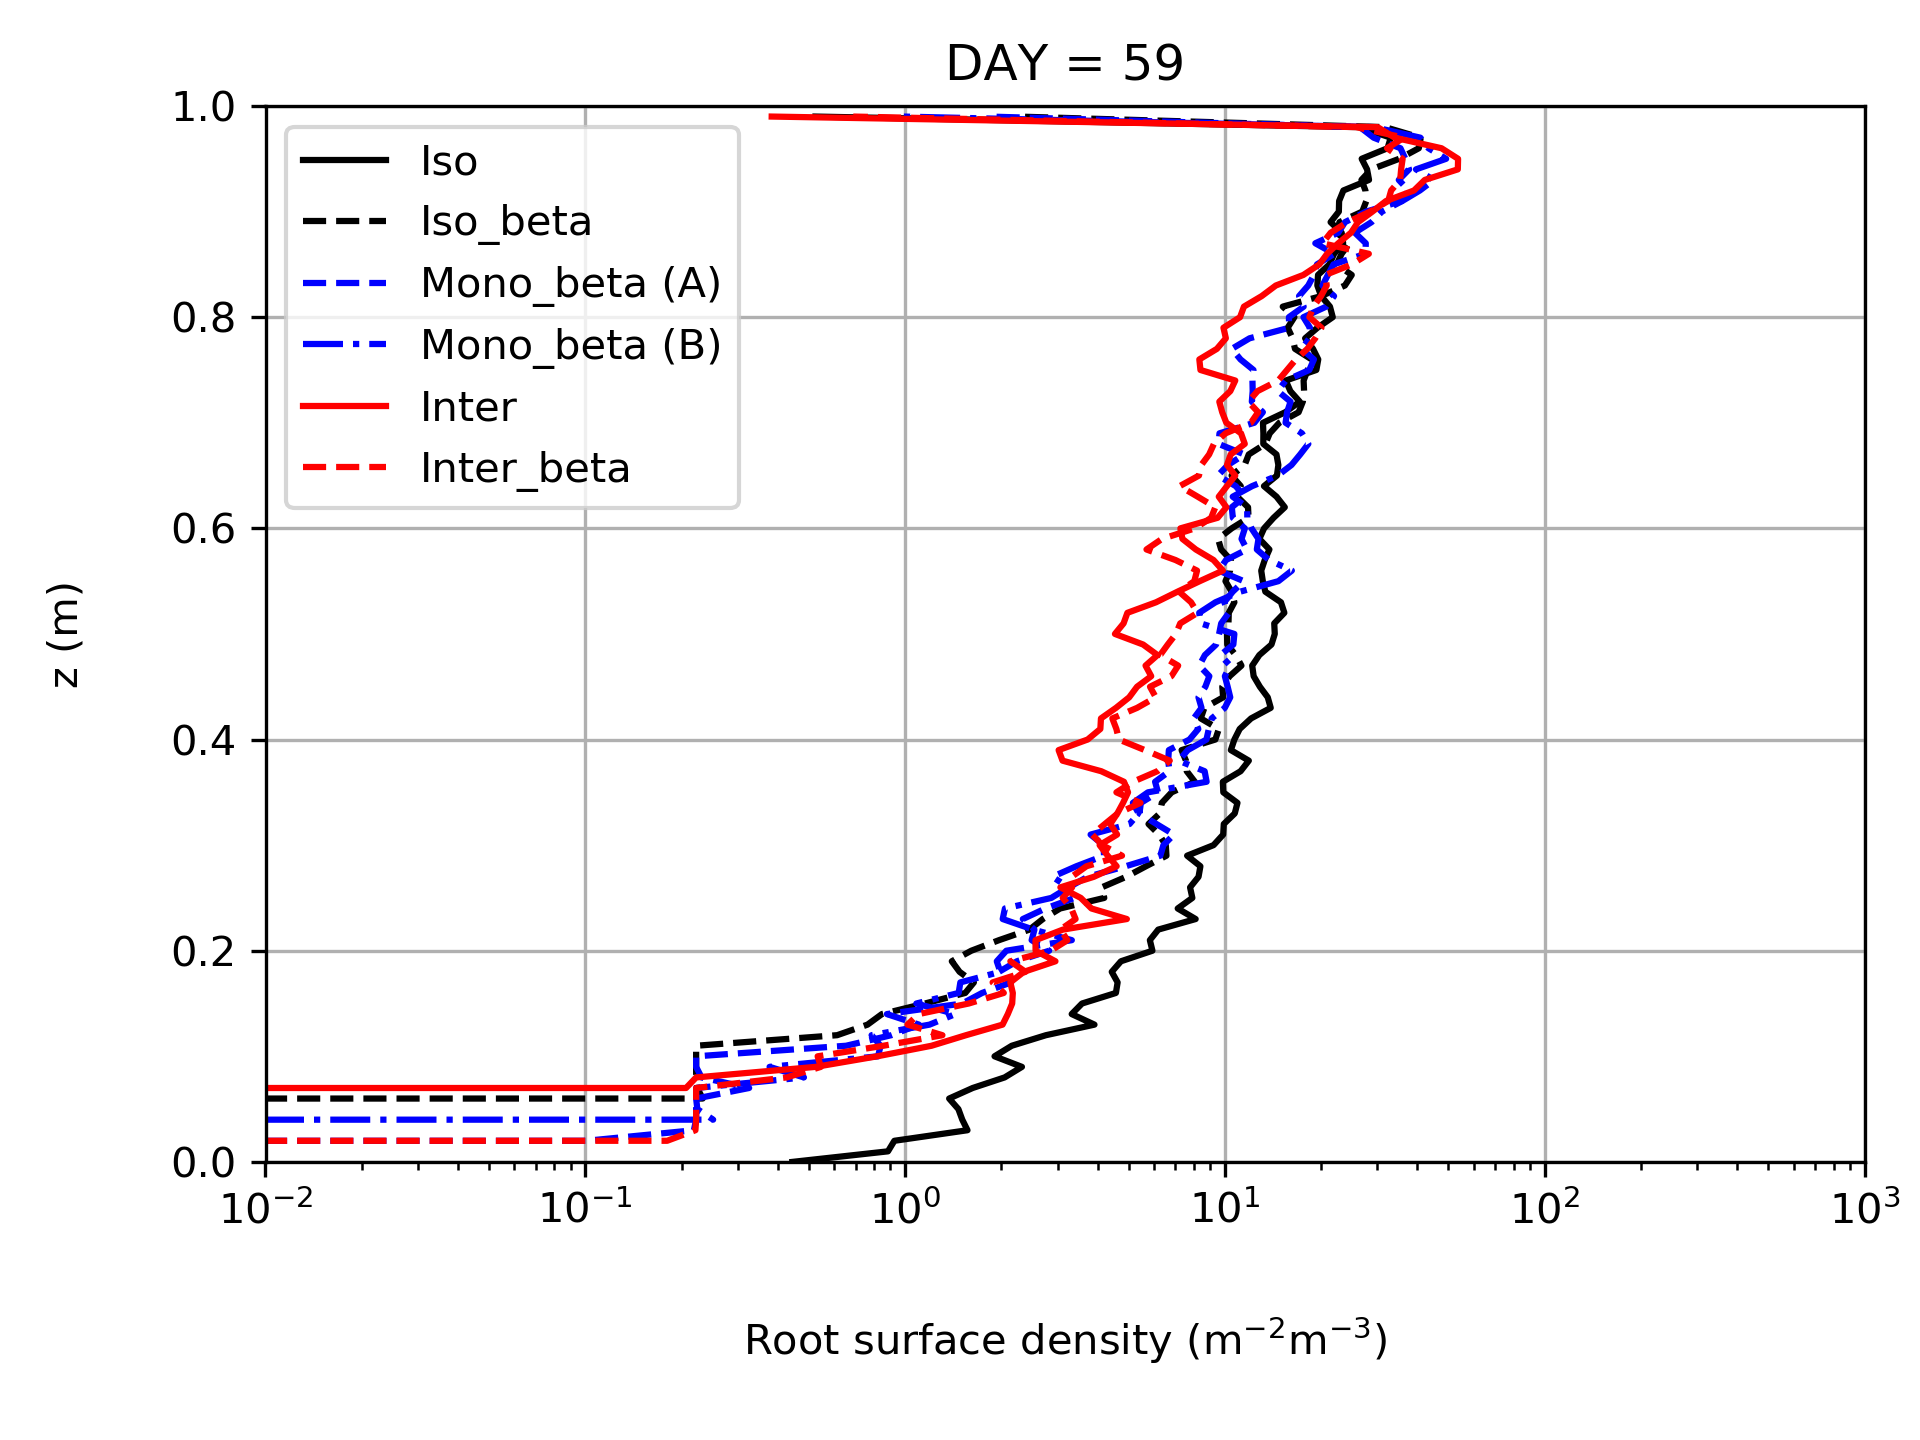 DAY = 59
1.0
0.8
0.6
0.4
0.2
0.0
z (m)
Iso
Iso_beta
Mono_beta (A)
Mono_beta (B)
Inter
Inter_beta
10⁻² 10⁻¹ 10⁰ 10¹ 10² 10³
Root surface density (m⁻²m⁻³)